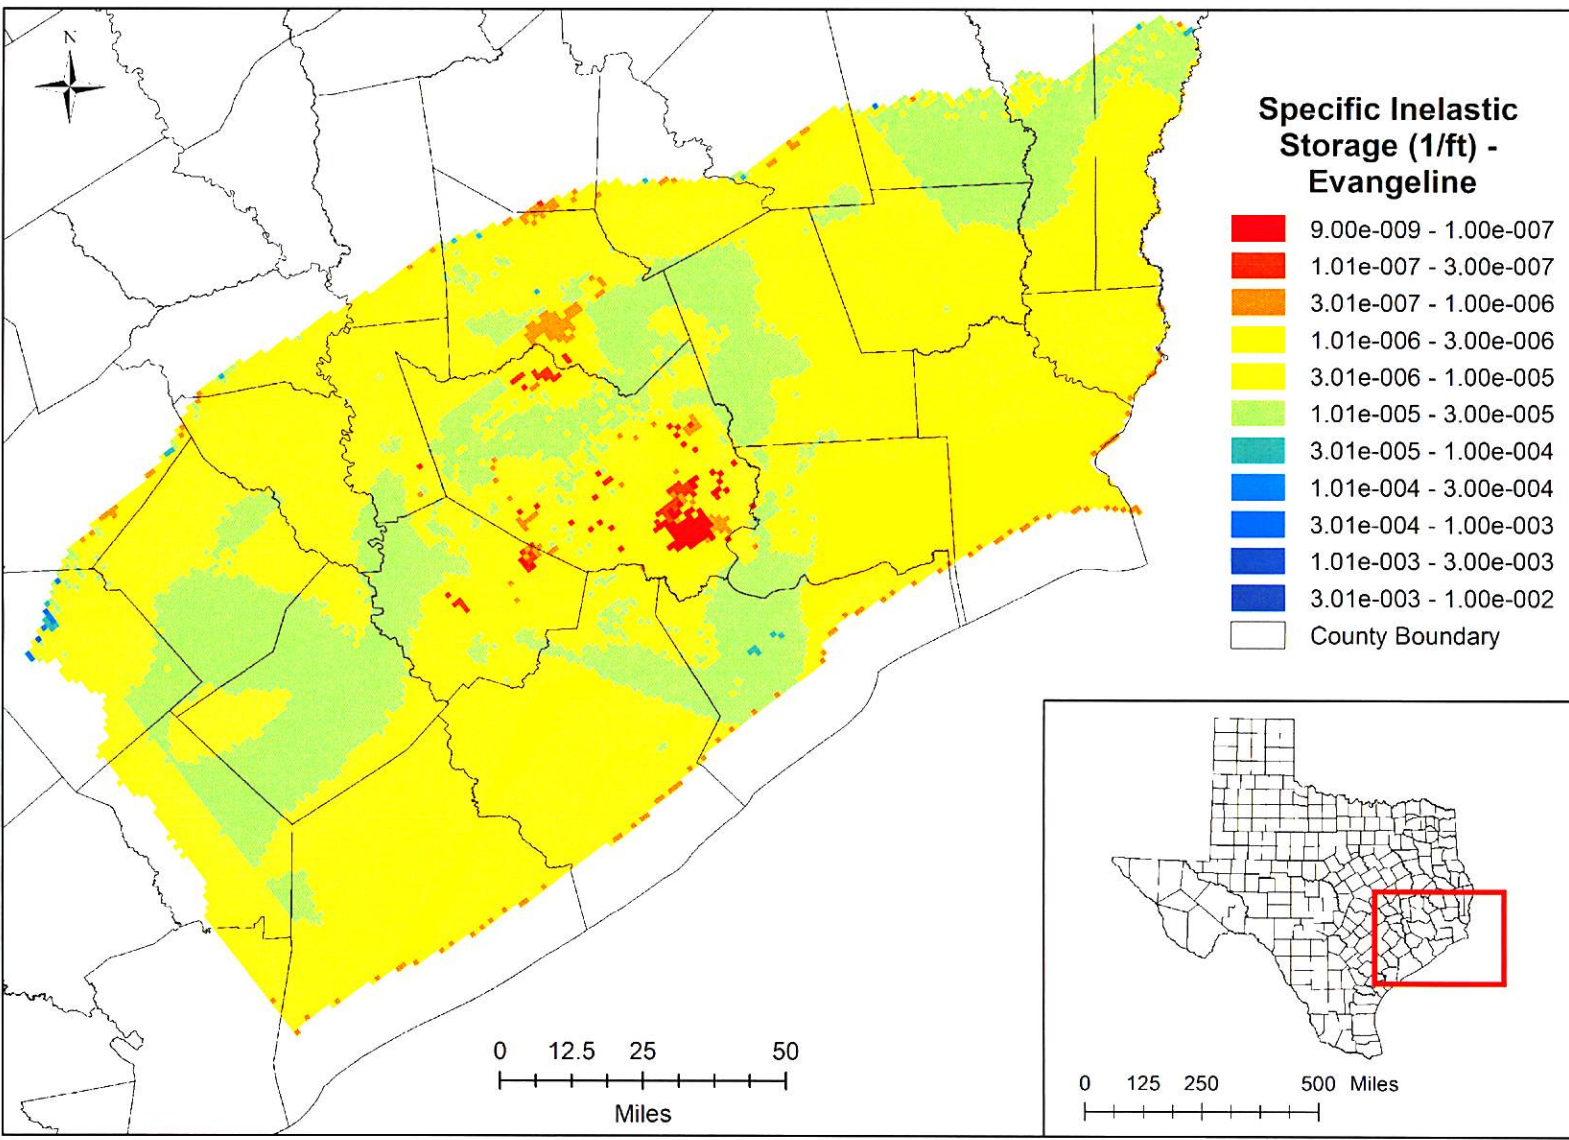 N
Specific Inelastic
Storage (1/ft) -
Evangeline
9.00e-009 - 1.00e-007
1.01e-007 - 3.00e-007
3.01e-007 - 1.00e-006
1.01e-006 - 3.00e-006
3.01e-006 - 1.00e-005
1.01e-005 - 3.00e-005
3.01e-005 - 1.00e-004
1.01e-004 - 3.00e-004
3.01e-004 - 1.00e-003
1.01e-003 - 3.00e-003
3.01e-003 - 1.00e-002
County Boundary
0 12.5 25 50
Miles
0 125 250 500 Miles